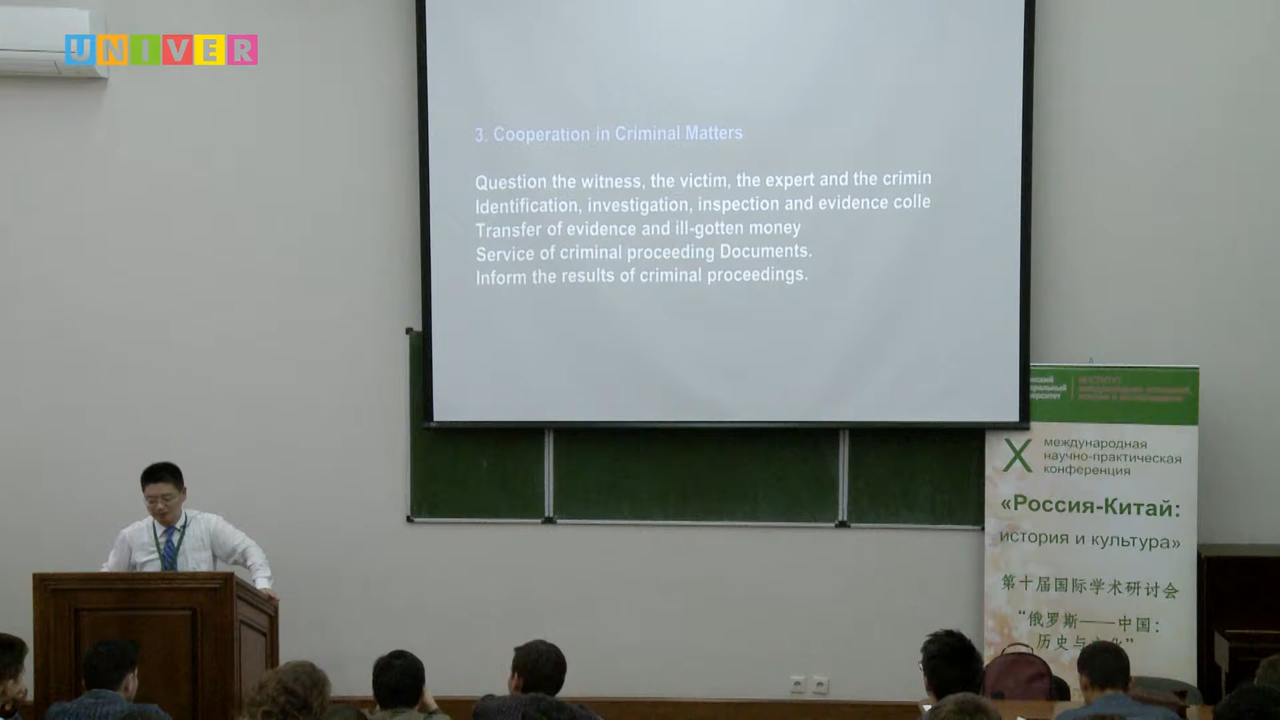 UNIVER
3. Cooperation in Criminal Matters
Question the witness, the victim, the expert and the crimin
Identification, investigation, inspection and evidence colle
Transfer of evidence and ill-gotten money
Service of criminal proceeding Documents.
Inform the results of criminal proceedings.
X
международная
научно-практическая
конференция
«Россия-Китай:
история и культура»
第十届国际学术研讨会
“俄罗斯——中国：
历史与文化”